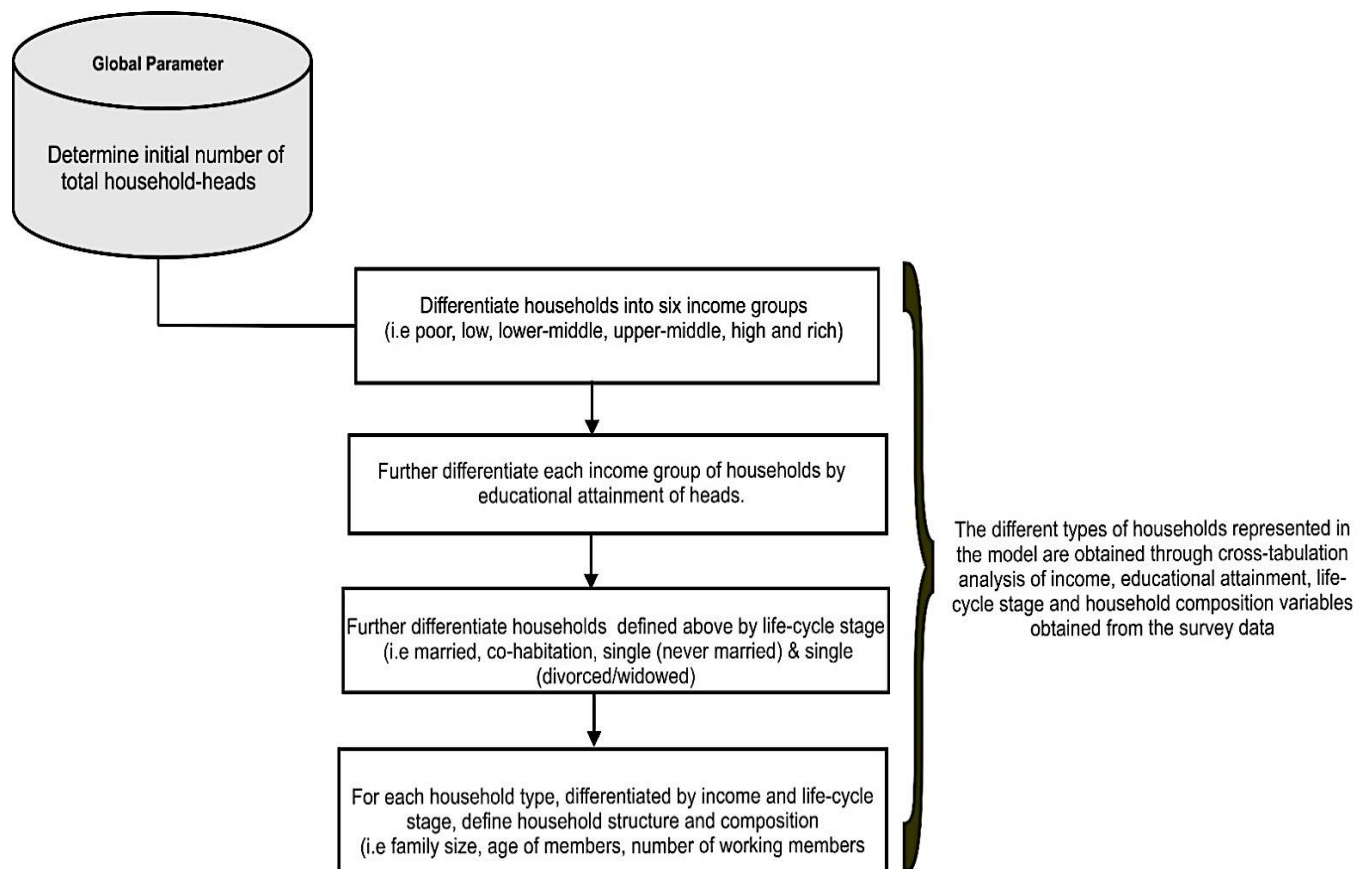 Global Parameter
Determine initial number of
total household-heads
Differentiate households into six income groups
(i.e poor, low, lower-middle, upper-middle, high and rich)
Further differentiate each income group of households by
educational attainment of heads.
Further differentiate households defined above by life-cycle stage
(i.e married, co-habitation, single (never married) & single
(divorced/widowed)
For each household type, differentiated by income and life-cycle
stage, define household structure and composition
(i.e family size, age of members, number of working members
The different types of households represented in
the model are obtained through cross-tabulation
analysis of income, educational attainment, life-
cycle stage and household composition variables
obtained from the survey data